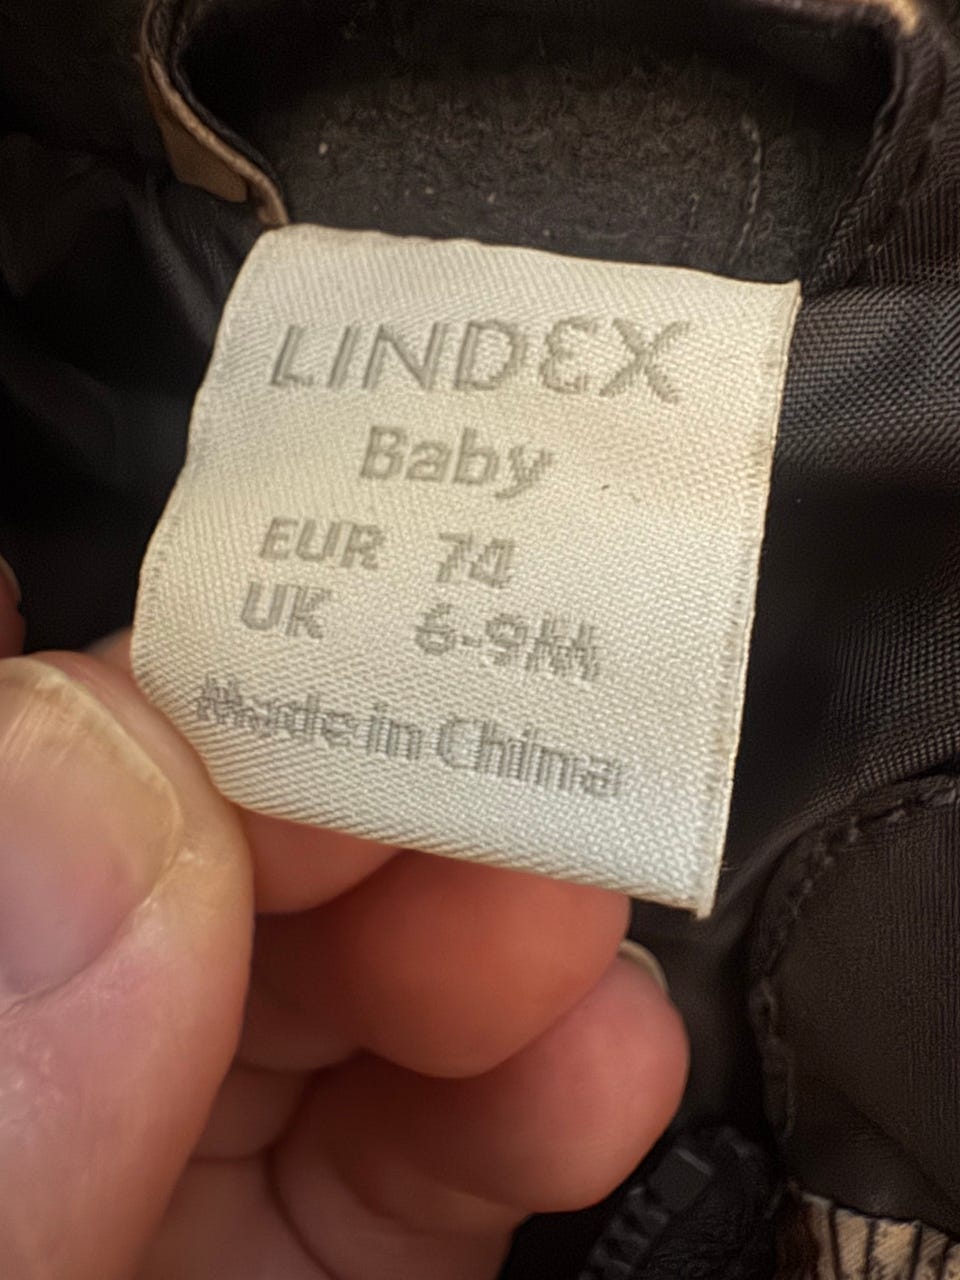 LINDEX
Baby
EUR 74
UK 6-9M
Made in China